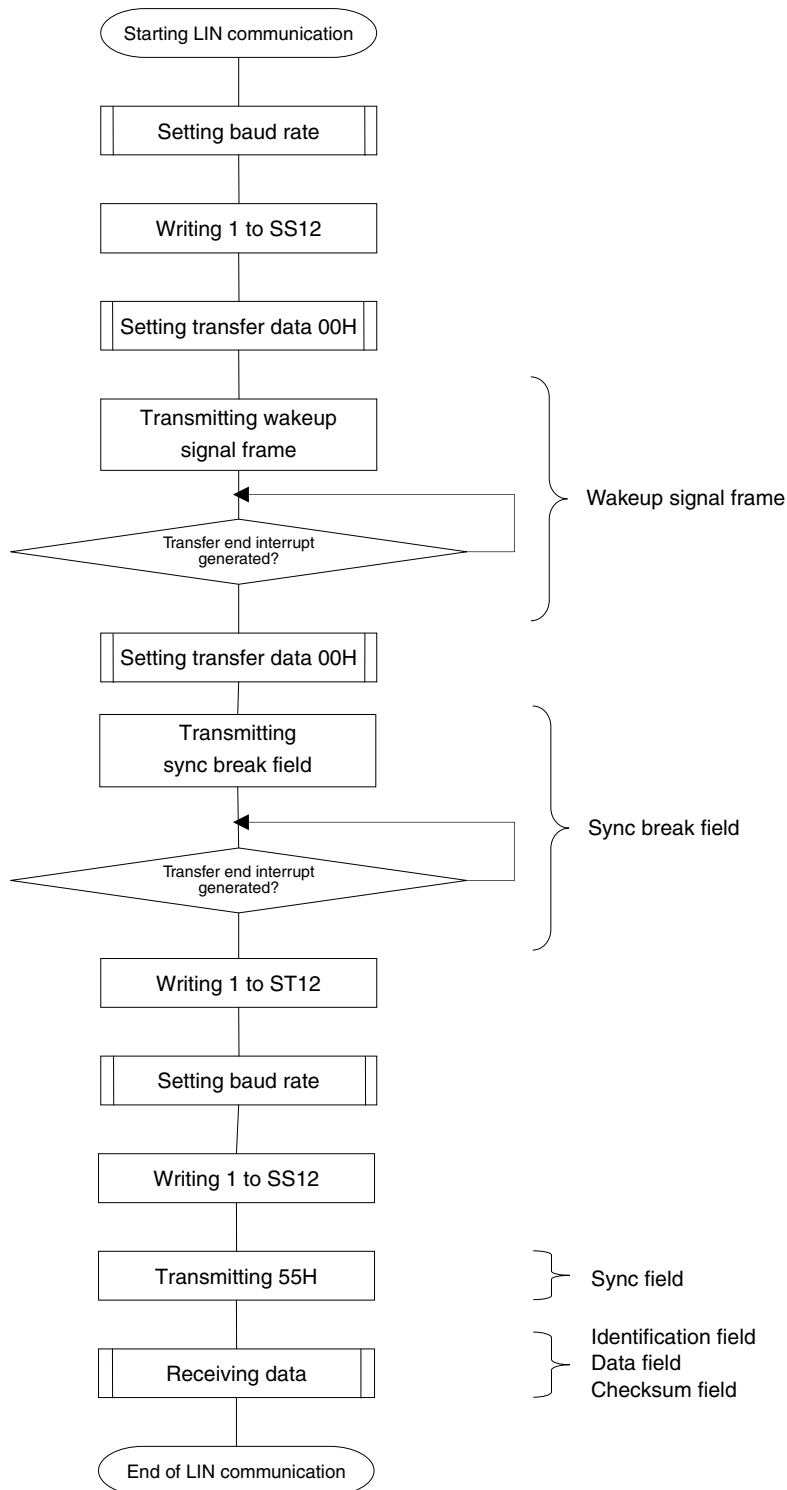 Starting LIN communication
Setting baud rate
Writing 1 to SS12
Setting transfer data 00H
Transmitting wakeup
signal frame
Wakeup signal frame
Transfer end interrupt
generated?
Setting transfer data 00H
Transmitting
sync break field
Sync break field
Transfer end interrupt
generated?
Writing 1 to ST12
Setting baud rate
Writing 1 to SS12
Transmitting 55H
Sync field
Receiving data
Identification field
Data field
Checksum field
End of LIN communication